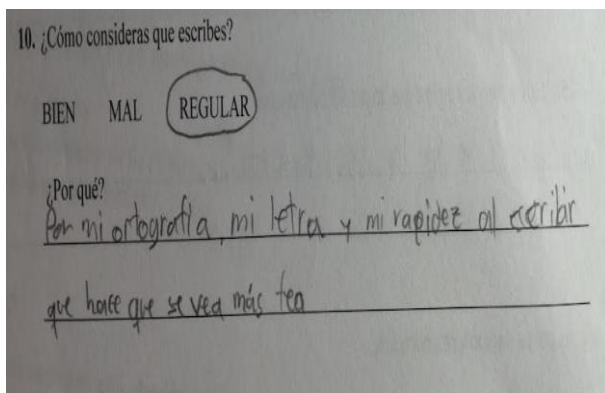 10. ¿Cómo consideras que escribes?
BIEN MAL REGULAR
¿Por qué?
Por mi ortografía, mi letra y mi rapidez al escribir
que hace que se vea más fea